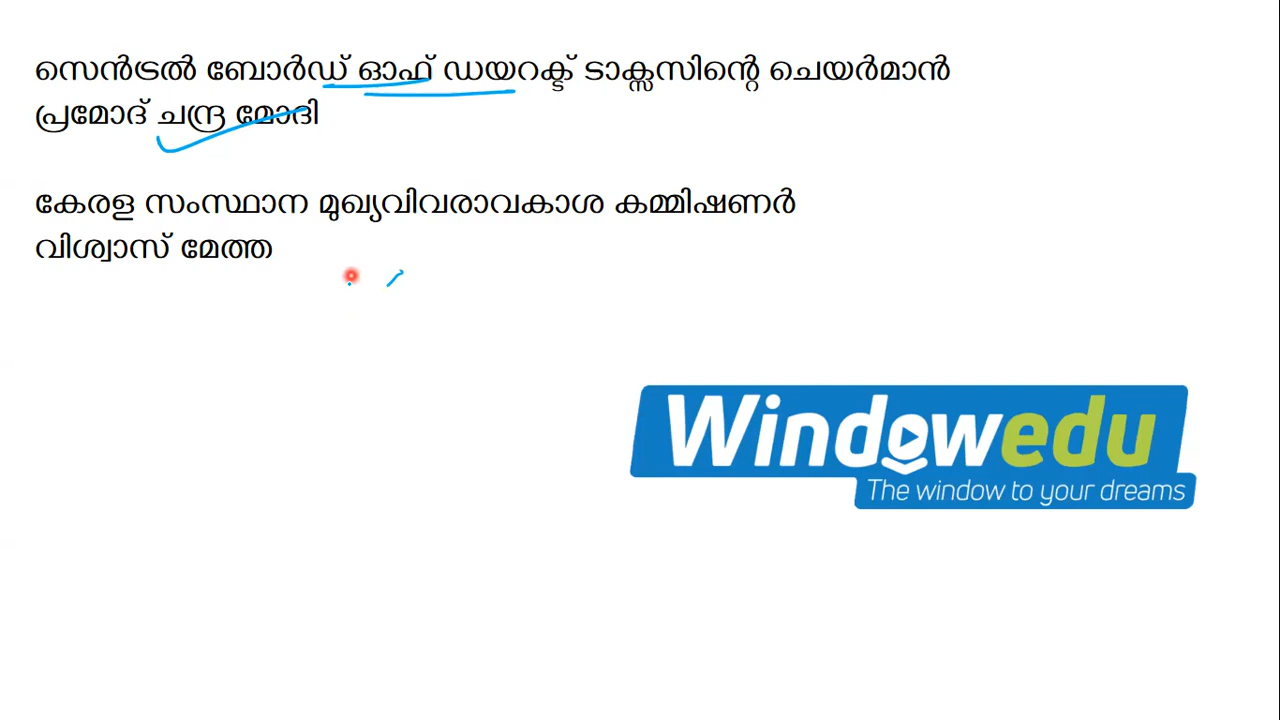 സെൻട്രൽ ബോർഡ് ഓഫ് ഡയറക്ട് ടാക്സസിന്റെ ചെയർമാൻ
പ്രമോദ് ചന്ദ്ര മോദി
കേരള സംസ്ഥാന മുഖ്യവിവരാവകാശ കമ്മിഷണർ
വിശ്വാസ് മേത്ത
Windowedu
The window to your dreams